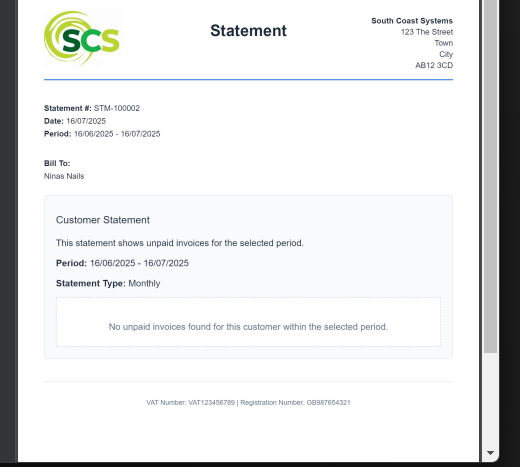 SCS
Statement
South Coast Systems
123 The Street
Town
City
AB12 3CD
Statement #: STM-100002
Date: 16/07/2025
Period: 16/06/2025 - 16/07/2025
Bill To:
Ninas Nails
Customer Statement
This statement shows unpaid invoices for the selected period.
Period: 16/06/2025 - 16/07/2025
Statement Type: Monthly
No unpaid invoices found for this customer within the selected period.
VAT Number: VAT123456789 | Registration Number: GB987654321